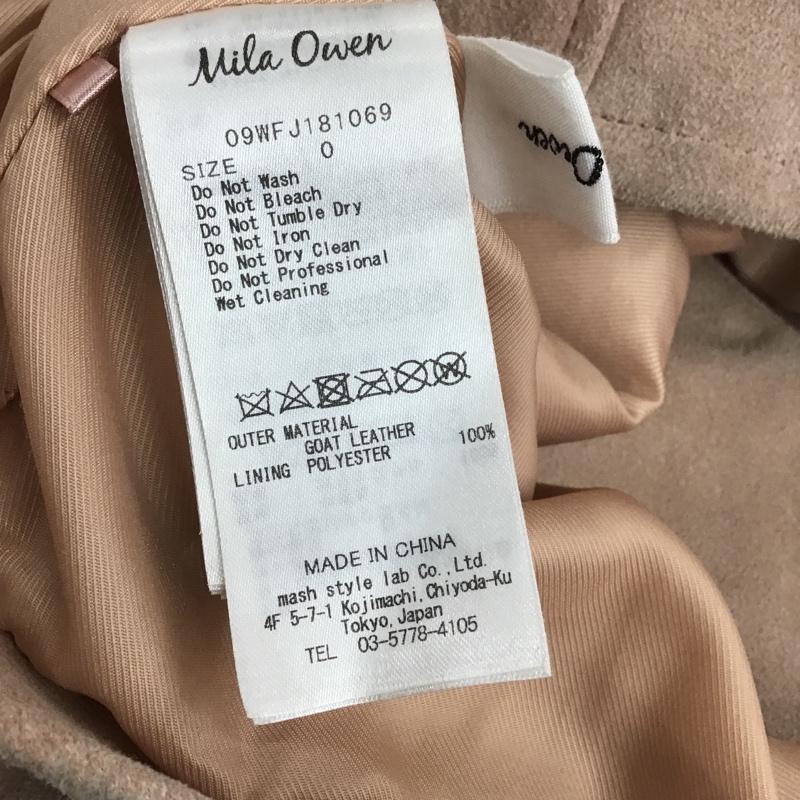 Mila Owen
09WFJ181069
SIZE 0
Do Not Wash
Do Not Bleach
Do Not Tumble Dry
Do Not Iron
Do Not Dry Clean
Do Not Professional
Wet Cleaning
OUTER MATERIAL
GOAT LEATHER 100%
LINING POLYESTER
MADE IN CHINA
mash style lab Co.,Ltd.
4F 5-7-1 Kojimachi,Chiyoda-Ku
Tokyo,Japan
TEL 03-5778-4105
Owen